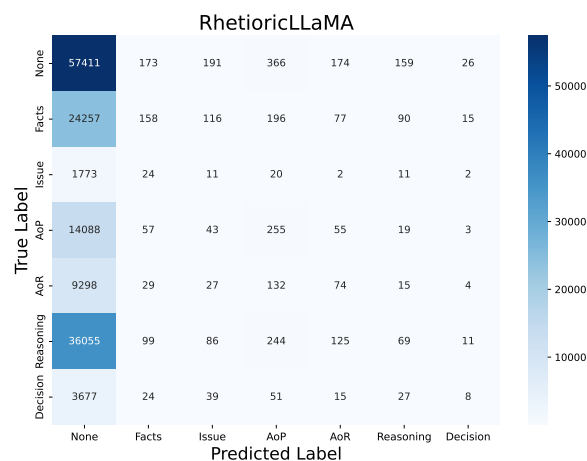 RhetioricLLaMA
None 57411 173 191 366 174 159 26
Facts 24257 158 116 196 77 90 15
Issue 1773 24 11 20 2 11 2
AoP 14088 57 43 255 55 19 3
AoR 9298 29 27 132 74 15 4
Reasoning 36055 99 86 244 125 69 11
Decision 3677 24 39 51 15 27 8
None Facts Issue AoP AoR Reasoning Decision
Predicted Label
True Label
50000
40000
30000
20000
10000